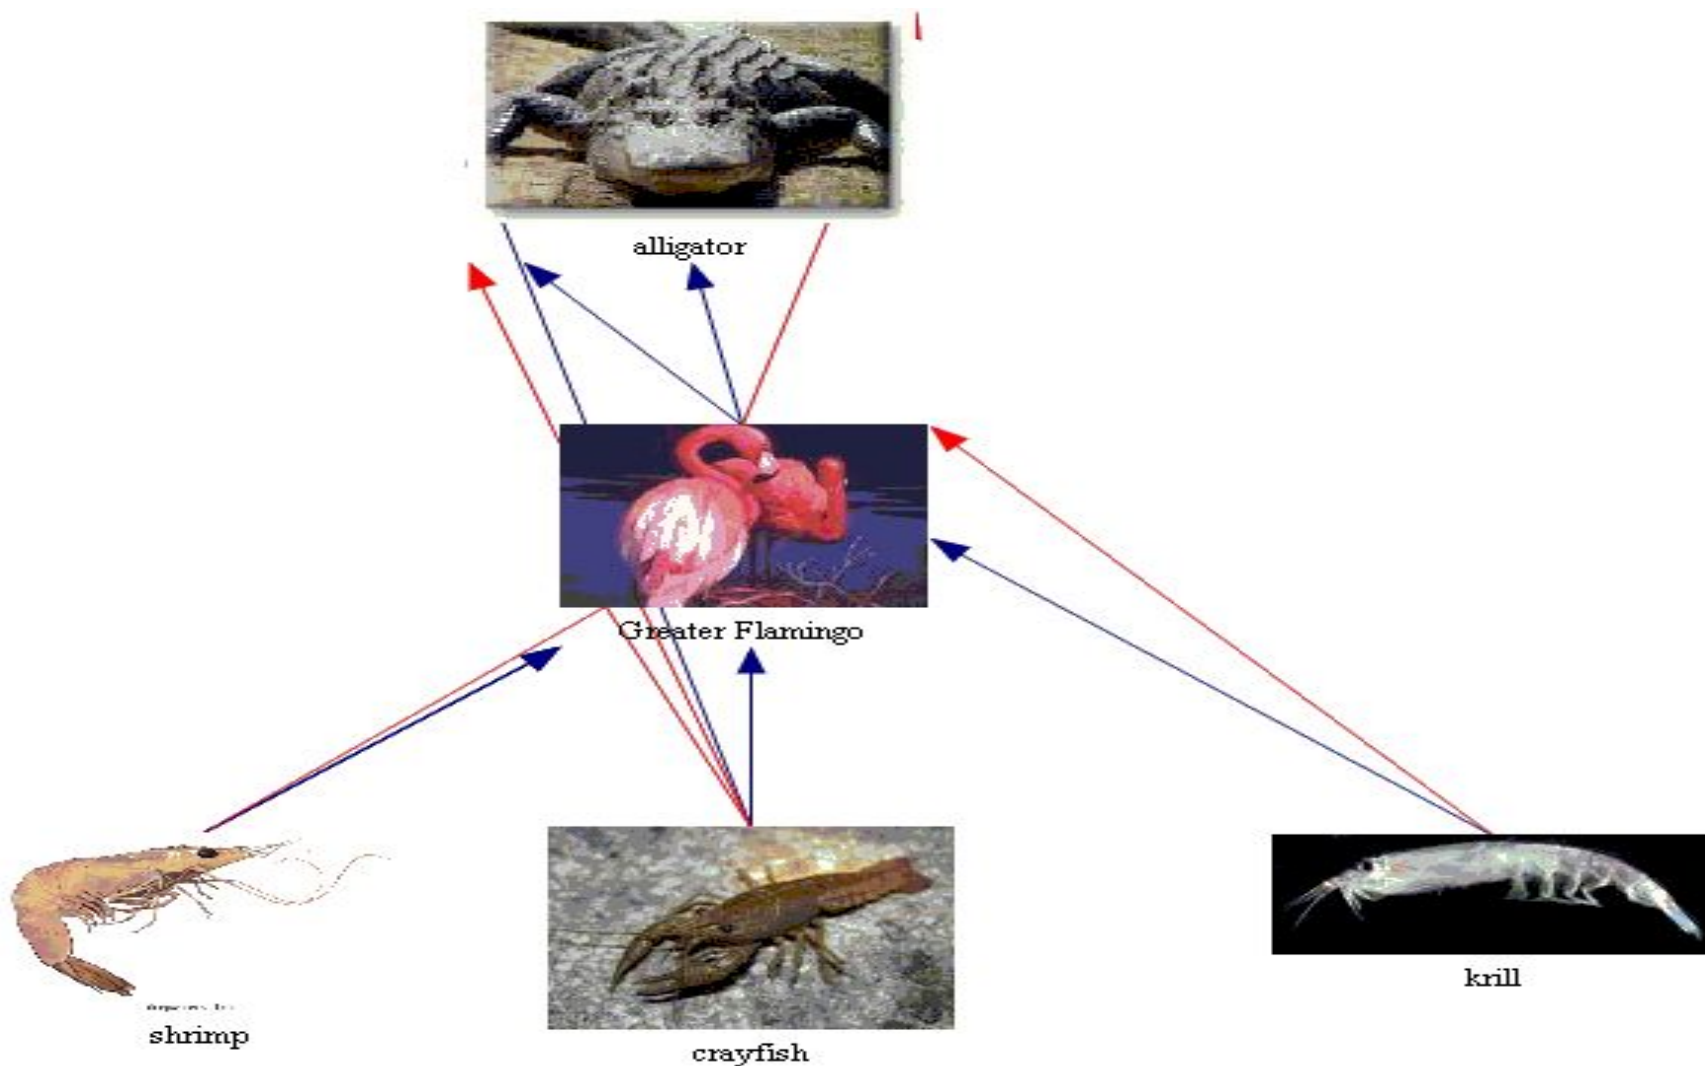 alligator
Greater Flamingo
krill
shrimp
crayfish